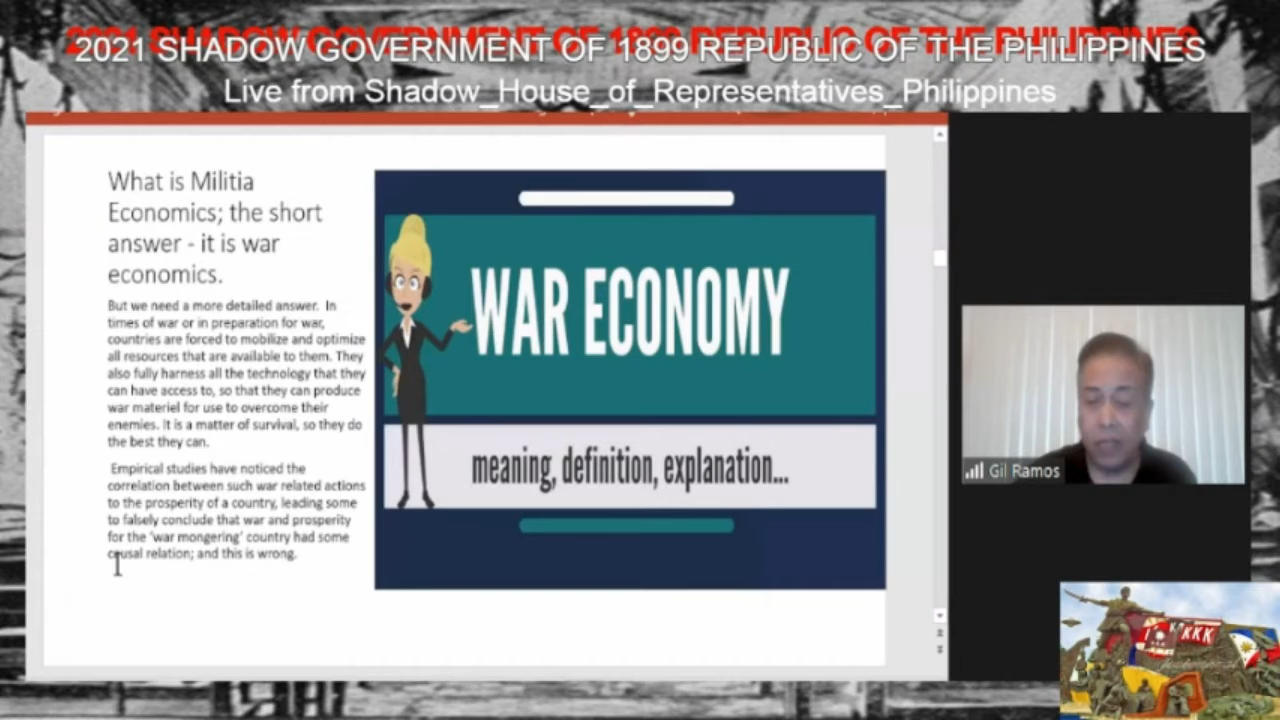 2021 SHADOW GOVERNMENT OF 1899 REPUBLIC OF THE PHILIPPINES
Live from Shadow_House_of_Representatives_Philippines
What is Militia
Economics; the short
answer - it is war
economics.
But we need a more detailed answer. In
times of war or in preparation for war,
countries are forced to mobilize and optimize
all resources that are available to them. They
also fully harness all the technology that they
can have access to, so that they can produce
war materiel for use to overcome their
enemies. It is a matter of survival, so they do
the best they can.
Empirical studies have noticed the
correlation between such war related actions
to the prosperity of a country, leading some
to falsely conclude that war and prosperity
for the 'war mongering' country had some
causal relation; and this is wrong.
WAR ECONOMY
meaning, definition, explanation...
Gil Ramos
KKK